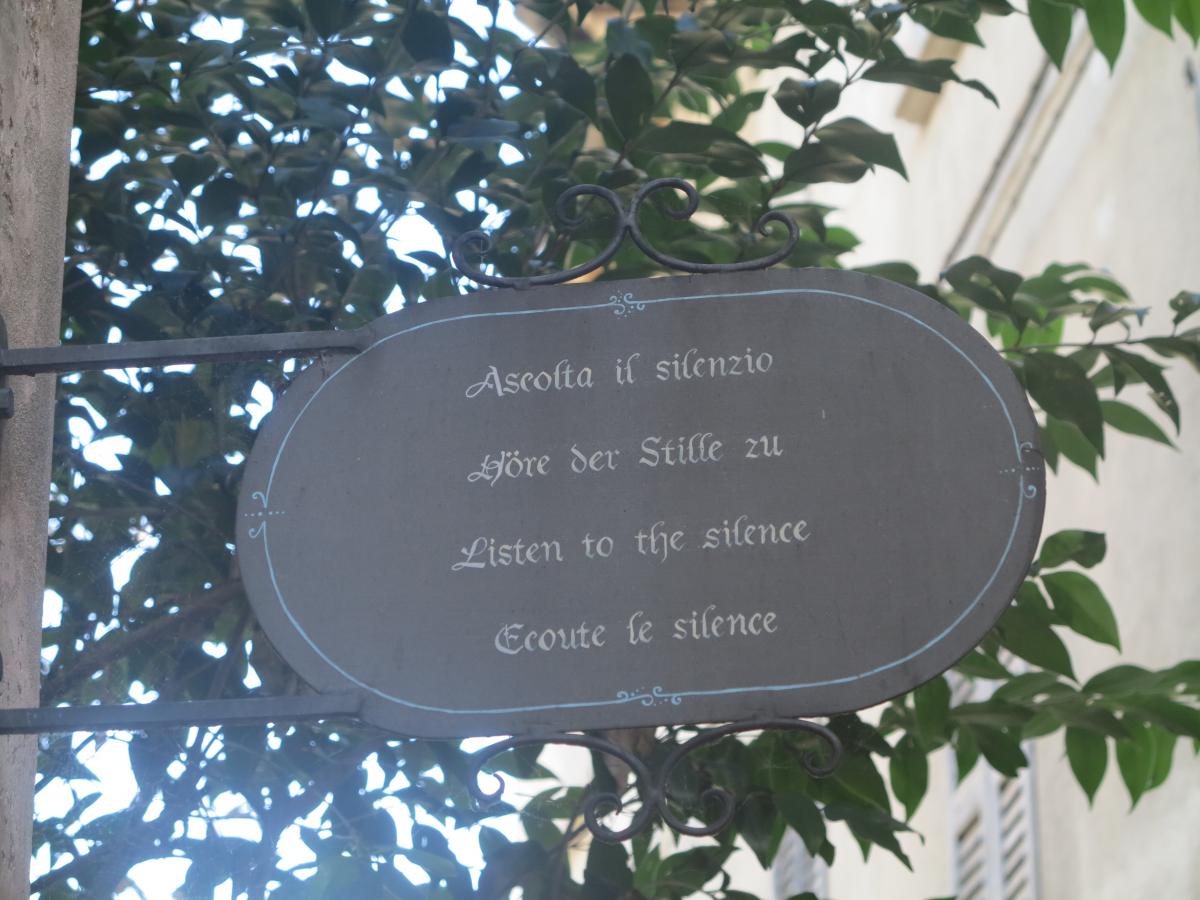 Ascolta il silenzio
Höre der Stille zu
Listen to the silence
Ecoute le silence